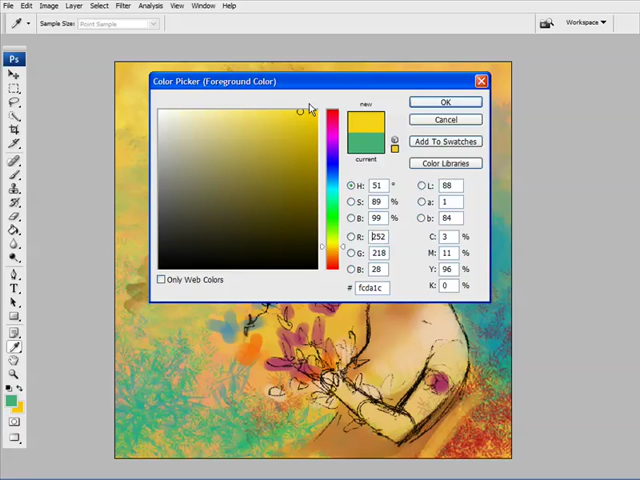 File Edit Image Layer Select Filter Analysis View Window Help
Sample Size: Point Sample
Workspace
Ps
Color Picker (Foreground Color)
new
current
OK
Cancel
Add To Swatches
Color Libraries
H: 51 °
S: 89 %
B: 99 %
R: 252
G: 218
B: 28
# fcda1c
L: 88
a: 1
b: 84
C: 3 %
M: 11 %
Y: 96 %
K: 0 %
Only Web Colors